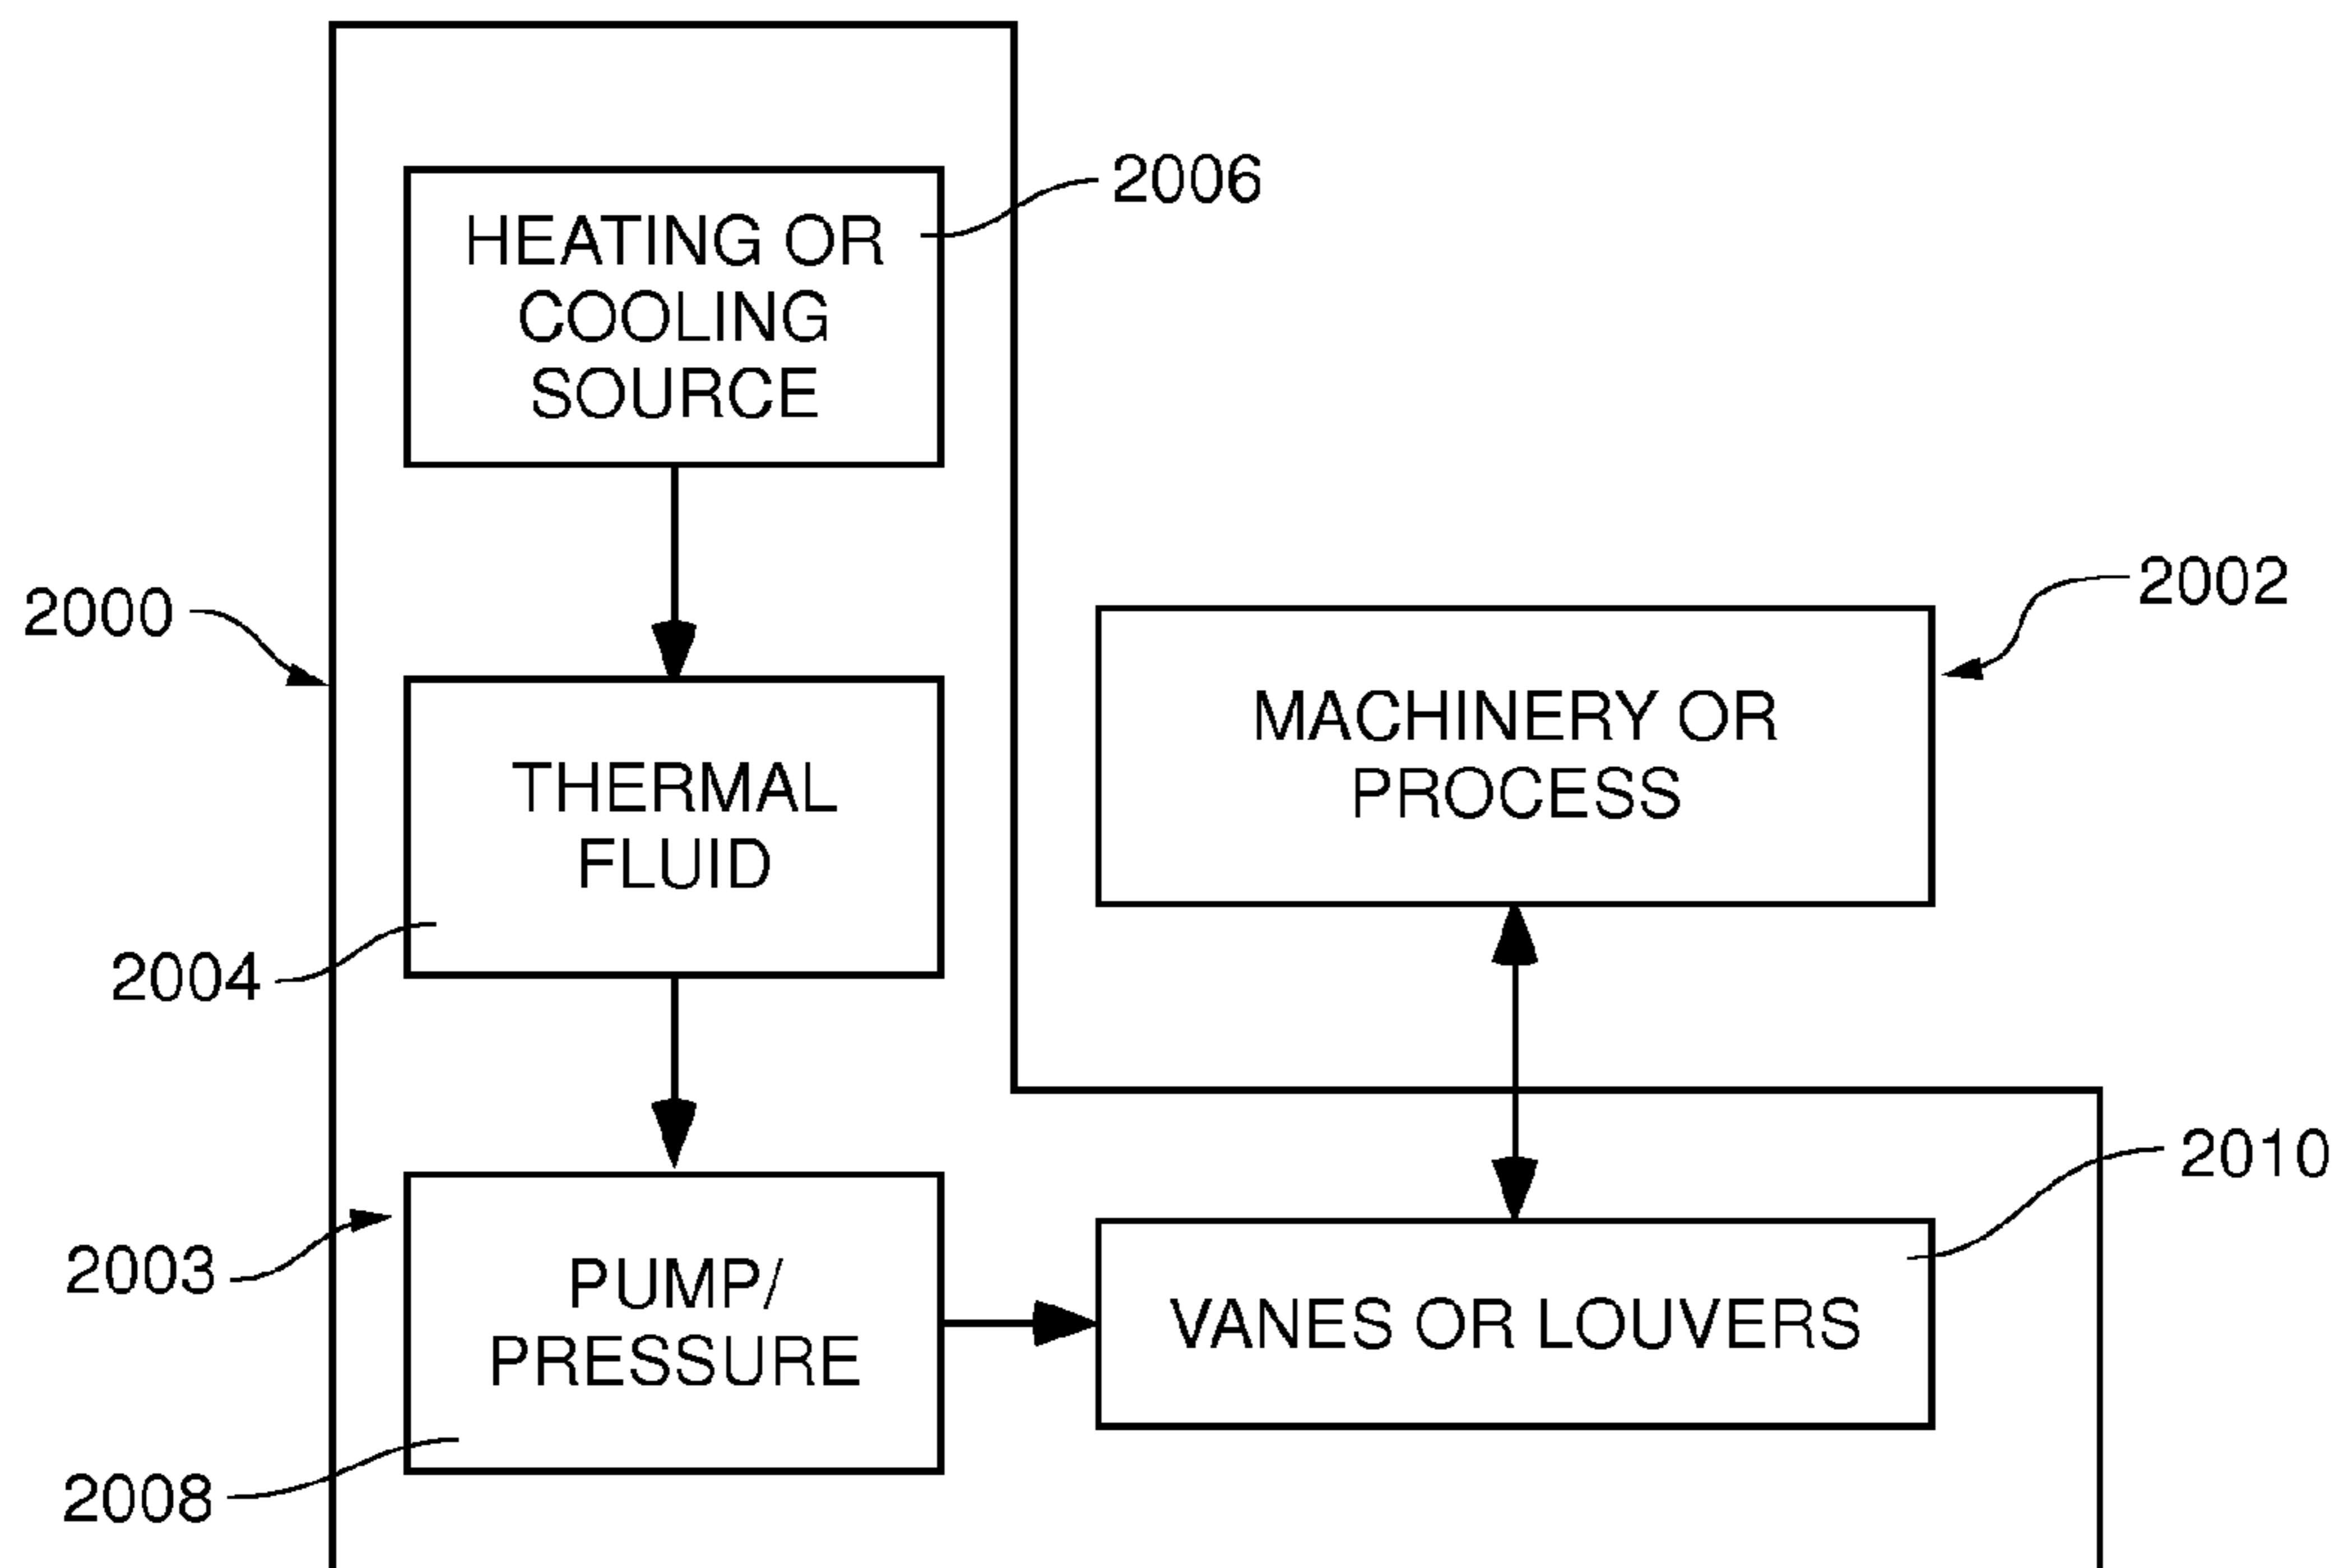 2006
HEATING OR
COOLING
SOURCE
2000
2002
THERMAL
FLUID
MACHINERY OR
PROCESS
2004
2010
2003
PUMP/
PRESSURE
VANES OR LOUVERS
2008